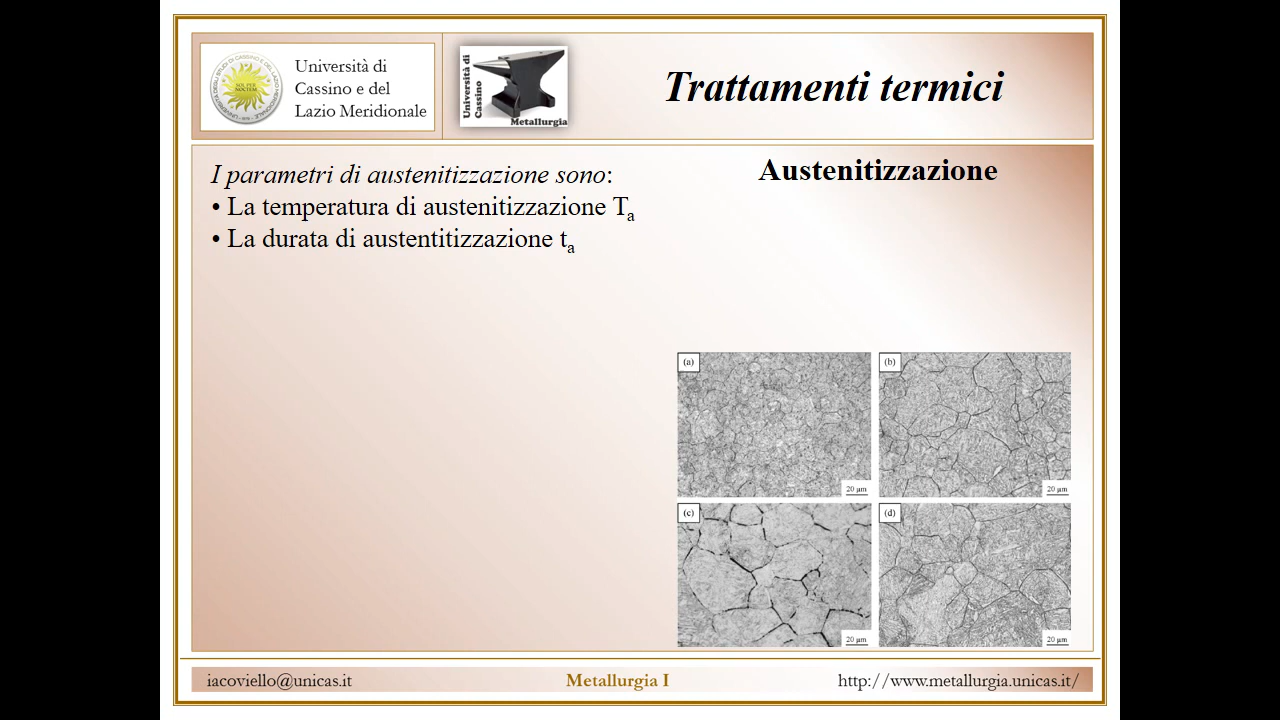 Università di
Cassino e del
Lazio Meridionale
Università di
Cassino
Metallurgia
Trattamenti termici
I parametri di austenitizzazione sono:
• La temperatura di austenitizzazione Ta
• La durata di austentitizzazione ta
Austenitizzazione
(a)
20 µm
(b)
20 µm
(c)
20 µm
(d)
20 µm
iacoviello@unicas.it
Metallurgia I
http://www.metallurgia.unicas.it/